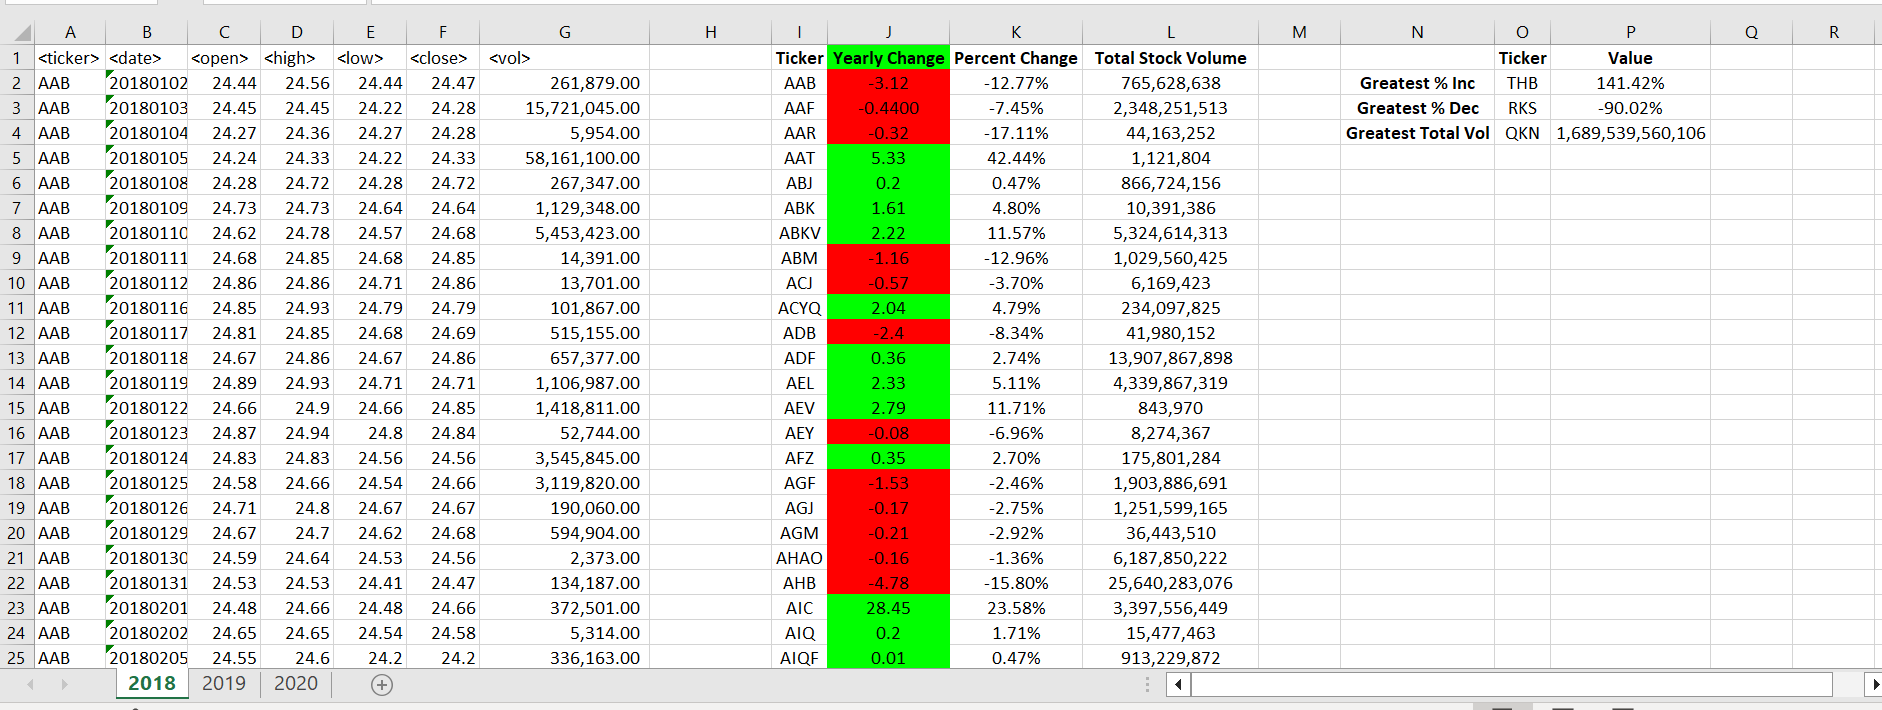 A B C D E F G H I J K L M N O P Q R
1 <ticker> <date> <open> <high> <low> <close> <vol> Ticker Yearly Change Percent Change Total Stock Volume Ticker Value
2 AAB 20180102 24.44 24.56 24.44 24.47 261,879.00 AAB -3.12 -12.77% 765,628,638 Greatest % Inc THB 141.42%
3 AAB 20180103 24.45 24.45 24.22 24.28 15,721,045.00 AAF -0.4400 -7.45% 2,348,251,513 Greatest % Dec RKS -90.02%
4 AAB 20180104 24.27 24.36 24.27 24.28 5,954.00 AAR -0.32 -17.11% 44,163,252 Greatest Total Vol QKN 1,689,539,560,106
5 AAB 20180105 24.24 24.33 24.22 24.33 58,161,100.00 AAT 5.33 42.44% 1,121,804
6 AAB 20180108 24.28 24.72 24.28 24.72 267,347.00 ABJ 0.2 0.47% 866,724,156
7 AAB 20180109 24.73 24.73 24.64 24.64 1,129,348.00 ABK 1.61 4.80% 10,391,386
8 AAB 20180110 24.62 24.78 24.57 24.68 5,453,423.00 ABKV 2.22 11.57% 5,324,614,313
9 AAB 20180111 24.68 24.85 24.68 24.85 14,391.00 ABM -1.16 -12.96% 1,029,560,425
10 AAB 20180112 24.86 24.86 24.71 24.86 13,701.00 ACJ -0.57 -3.70% 6,169,423
11 AAB 20180116 24.85 24.93 24.79 24.79 101,867.00 ACYQ 2.04 4.79% 234,097,825
12 AAB 20180117 24.81 24.85 24.68 24.69 515,155.00 ADB -2.4 -8.34% 41,980,152
13 AAB 20180118 24.67 24.86 24.67 24.86 657,377.00 ADF 0.36 2.74% 13,907,867,898
14 AAB 20180119 24.89 24.93 24.71 24.71 1,106,987.00 AEL 2.33 5.11% 4,339,867,319
15 AAB 20180122 24.66 24.9 24.66 24.85 1,418,811.00 AEV 2.79 11.71% 843,970
16 AAB 20180123 24.87 24.94 24.8 24.84 52,744.00 AEY -0.08 -6.96% 8,274,367
17 AAB 20180124 24.83 24.83 24.56 24.56 3,545,845.00 AFZ 0.35 2.70% 175,801,284
18 AAB 20180125 24.58 24.66 24.54 24.66 3,119,820.00 AGF -1.53 -2.46% 1,903,886,691
19 AAB 20180126 24.71 24.8 24.67 24.67 190,060.00 AGJ -0.17 -2.75% 1,251,599,165
20 AAB 20180129 24.67 24.7 24.62 24.68 594,904.00 AGM -0.21 -2.92% 36,443,510
21 AAB 20180130 24.59 24.64 24.53 24.56 2,373.00 AHAO -0.16 -1.36% 6,187,850,222
22 AAB 20180131 24.53 24.53 24.41 24.47 134,187.00 AHB -4.78 -15.80% 25,640,283,076
23 AAB 20180201 24.48 24.66 24.48 24.66 372,501.00 AIC 28.45 23.58% 3,397,556,449
24 AAB 20180202 24.65 24.65 24.54 24.58 5,314.00 AIQ 0.2 1.71% 15,477,463
25 AAB 20180205 24.55 24.6 24.2 24.2 336,163.00 AIQF 0.01 0.47% 913,229,872
2018 2019 2020